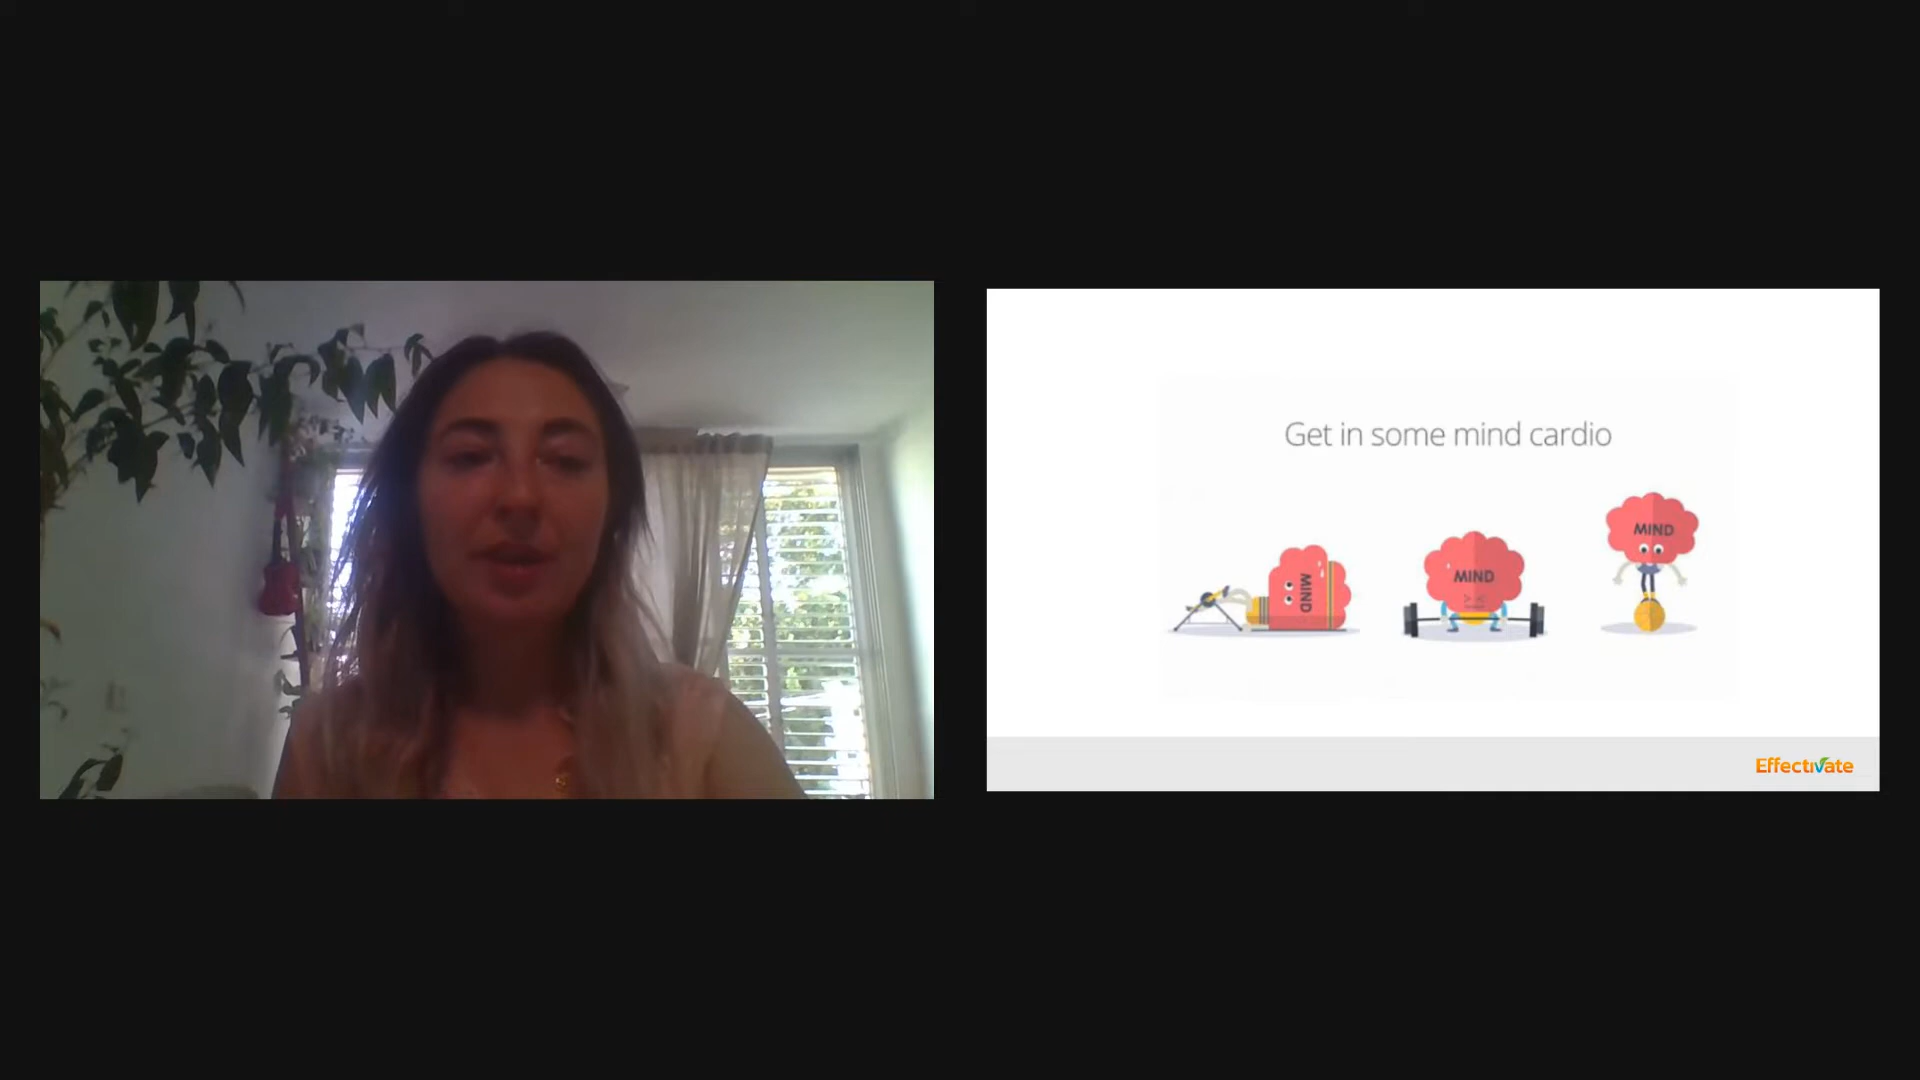 Get in some mind cardio
MIND
MIND
MIND
Effectivate